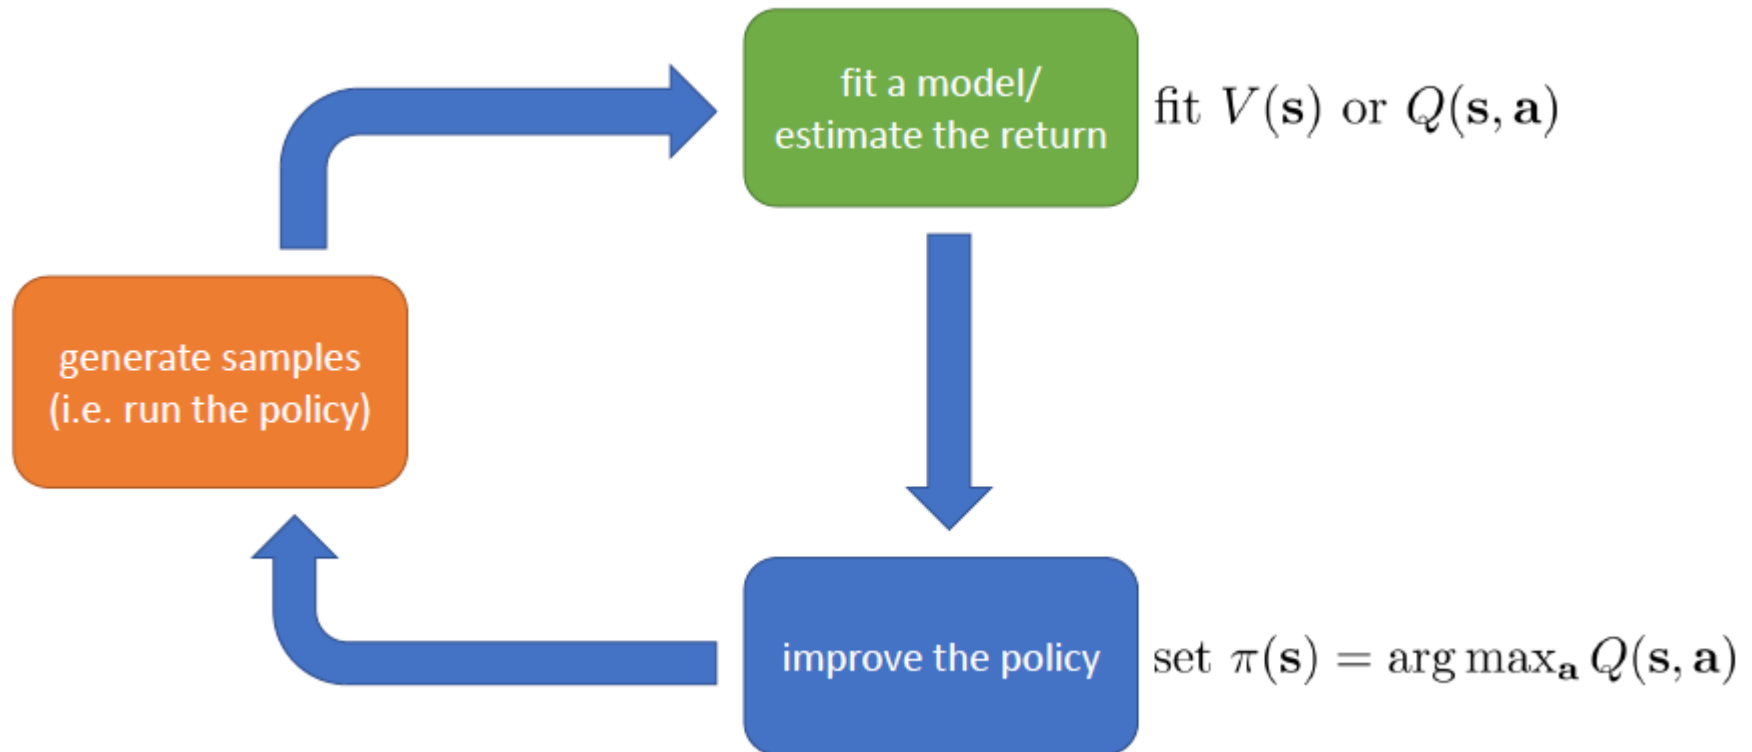 fit a model/
estimate the return
fit V(s) or Q(s, a)
generate samples
(i.e. run the policy)
improve the policy
set π(s) = arg maxₐ Q(s, a)